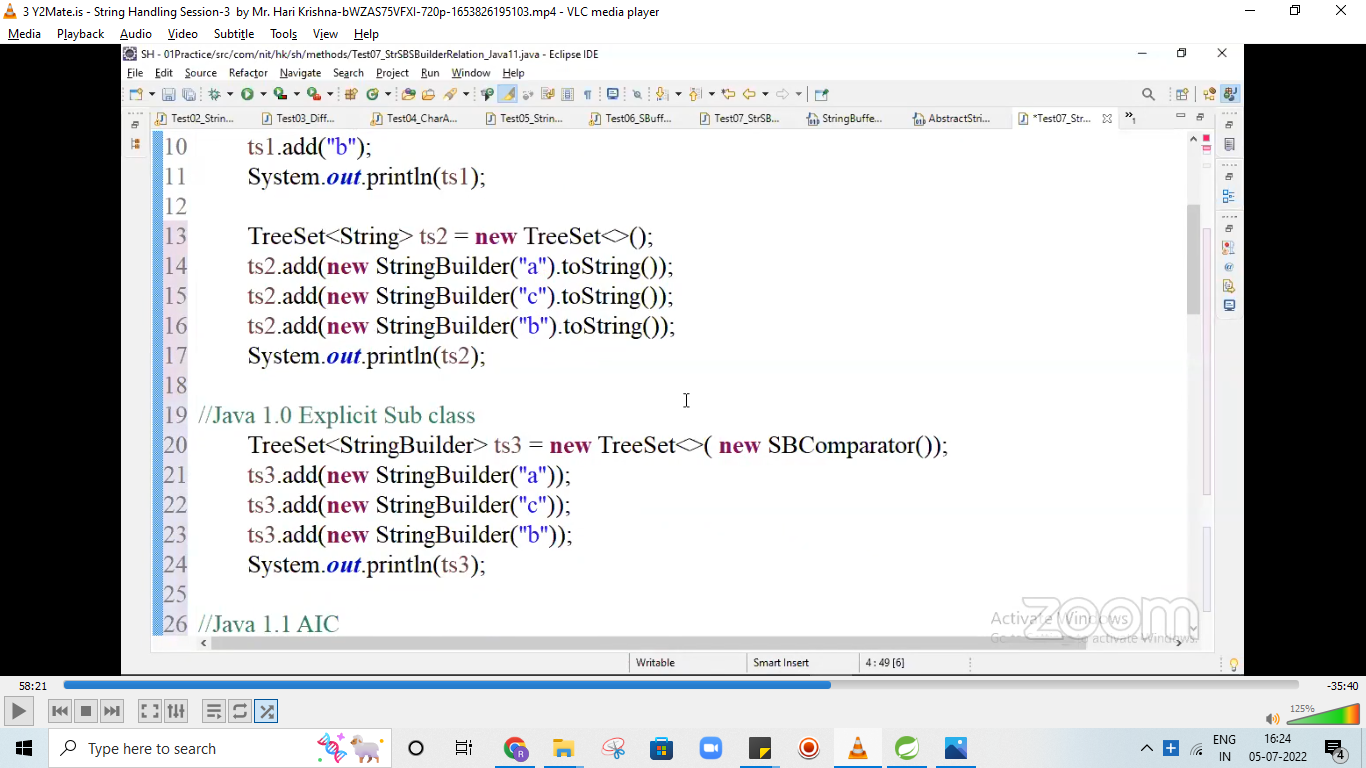 3 Y2Mate.is - String Handling Session-3  by Mr. Hari Krishna-bWZAS75VFXI-720p-1653826195103.mp4 - VLC media player
Media Playback Audio Video Subtitle Tools View Help
SH - 01Practice/src/com/nit/hk/sh/methods/Test07_StrSBSBuilderRelation_Java11.java - Eclipse IDE
File Edit Source Refactor Navigate Search Project Run Window Help
Test02_Strin... Test03_Diff... Test04_CharA... Test05_Strin... Test06_SBuff... Test07_StrSB... StringBuffe... AbstractStri... *Test07_Str... »1
10 ts1.add("b");
11 System.out.println(ts1);
12
13 TreeSet<String> ts2 = new TreeSet<>();
14 ts2.add(new StringBuilder("a").toString());
15 ts2.add(new StringBuilder("c").toString());
16 ts2.add(new StringBuilder("b").toString());
17 System.out.println(ts2);
18
19 //Java 1.0 Explicit Sub class
20 TreeSet<StringBuilder> ts3 = new TreeSet<>( new SBComparator());
21 ts3.add(new StringBuilder("a"));
22 ts3.add(new StringBuilder("c"));
23 ts3.add(new StringBuilder("b"));
24 System.out.println(ts3);
25
26 //Java 1.1 AIC
Activate Windows
Go to Settings to activate Windows.
zoom
Writable Smart Insert 4 : 49 [6]
58:21 -35:40
125%
Type here to search
ENG
IN
16:24
05-07-2022
4